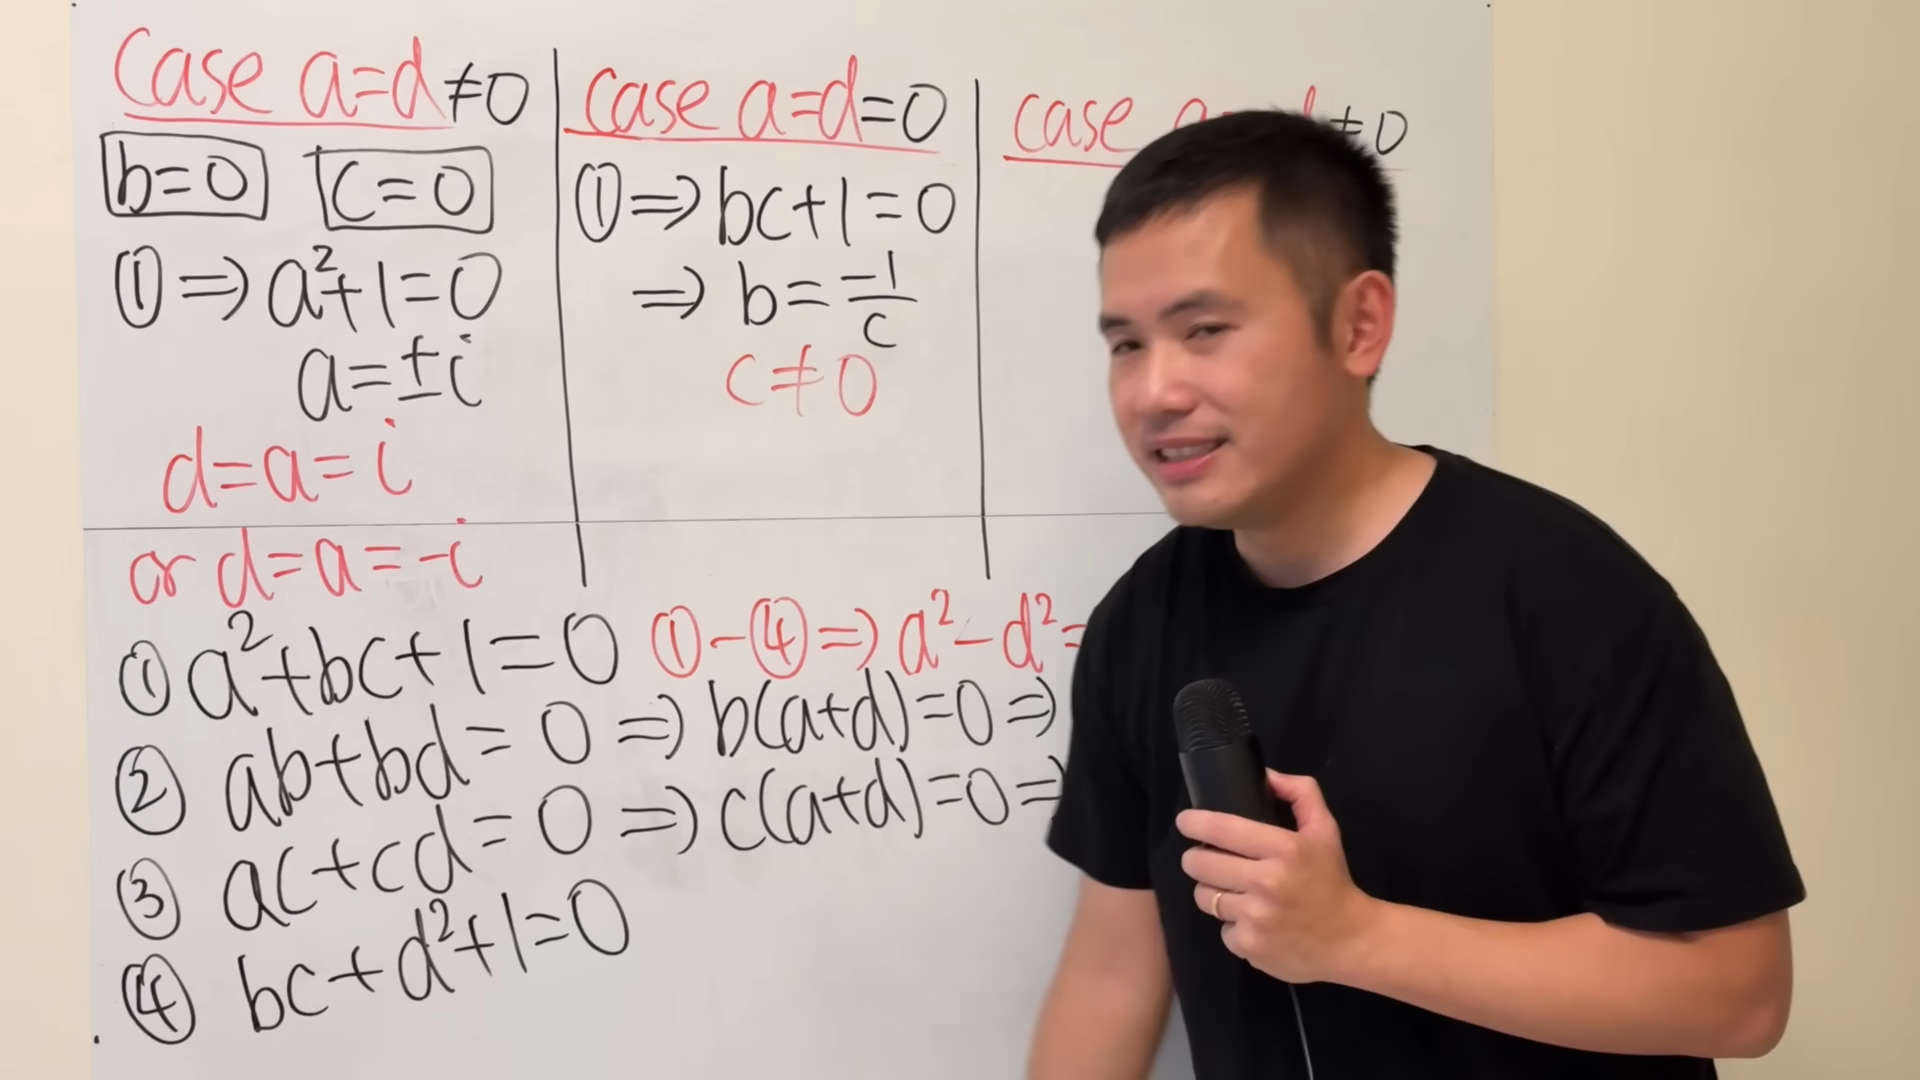 Case a=d≠0
b=0 c=0
①⇒a²+1=0
a=±i
d=a=i
or d=a=-i
case a=d=0
①⇒bc+1=0
⇒ b=-1/c
c≠0
case ≠0
①a²+bc+1=0 ①-④⇒a²-d²=
② ab+bd=0 ⇒ b(a+d)=0⇒
③ ac+cd=0 ⇒ c(a+d)=0⇒
④ bc+d²+1=0